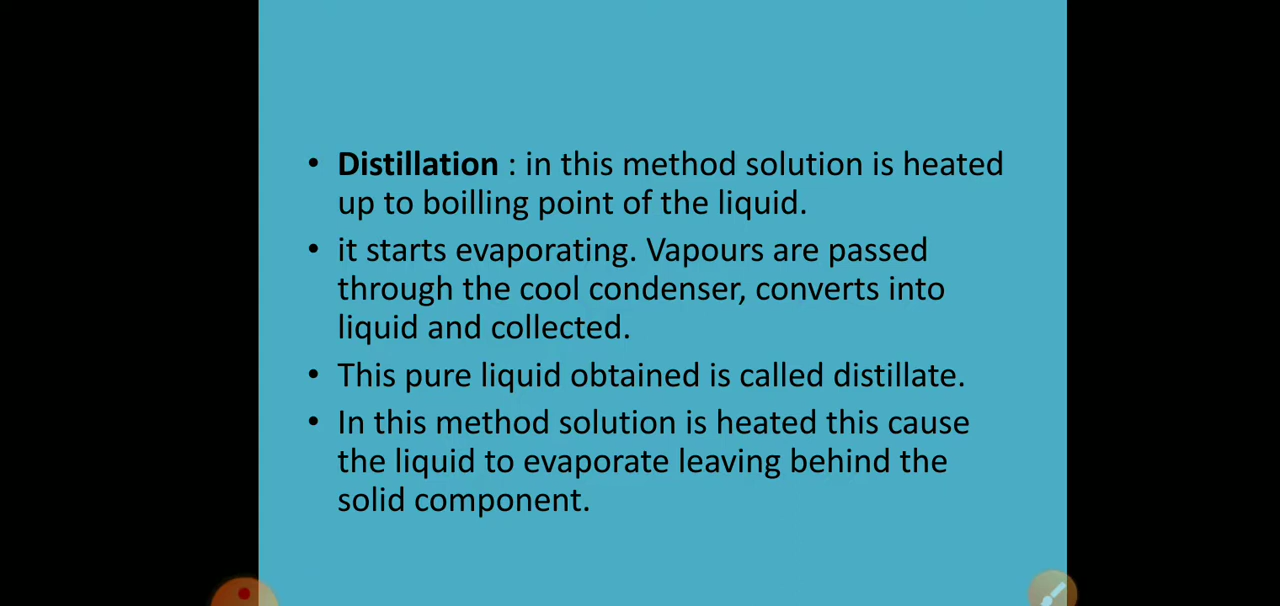 • Distillation : in this method solution is heated
up to boilling point of the liquid.
• it starts evaporating. Vapours are passed
through the cool condenser, converts into
liquid and collected.
• This pure liquid obtained is called distillate.
• In this method solution is heated this cause
the liquid to evaporate leaving behind the
solid component.